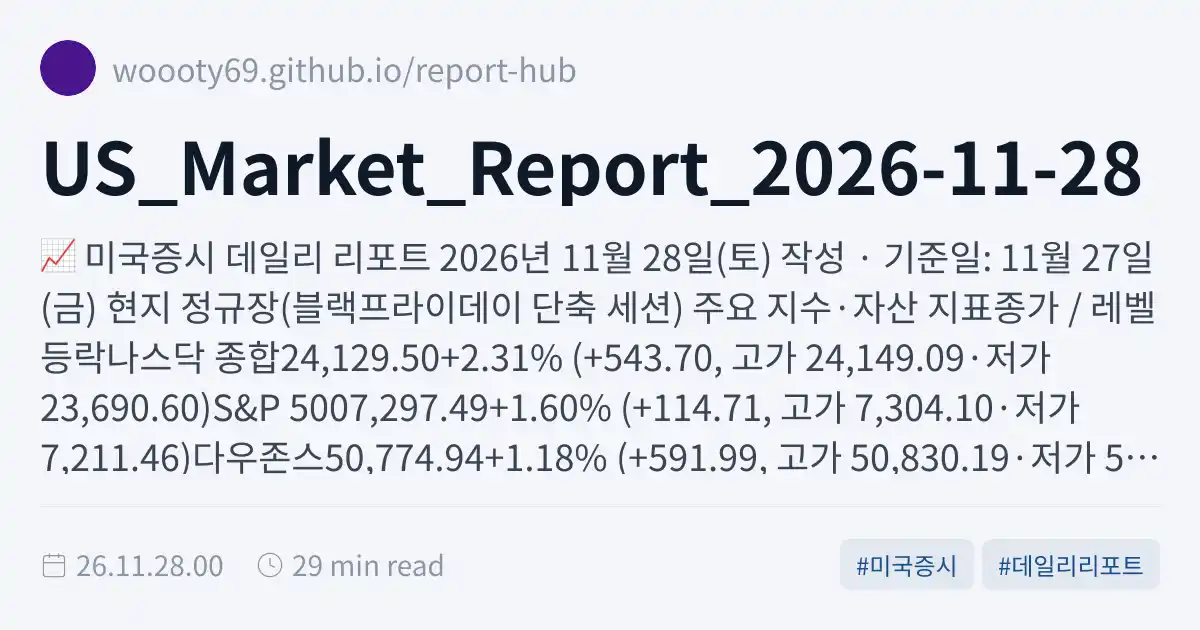 woooty69.github.io/report-hub
US_Market_Report_2026-11-28
📈 미국증시 데일리 리포트 2026년 11월 28일(토) 작성 · 기준일: 11월 27일
(금) 현지 정규장(블랙프라이데이 단축 세션) 주요 지수·자산 지표종가 / 레벨
등락나스닥 종합24,129.50+2.31% (+543.70, 고가 24,149.09·저가
23,690.60)S&P 5007,297.49+1.60% (+114.71, 고가 7,304.10·저가
7,211.46)다우존스50,774.94+1.18% (+591.99, 고가 50,830.19·저가 5…
26.11.28.00 29 min read #미국증시 #데일리리포트